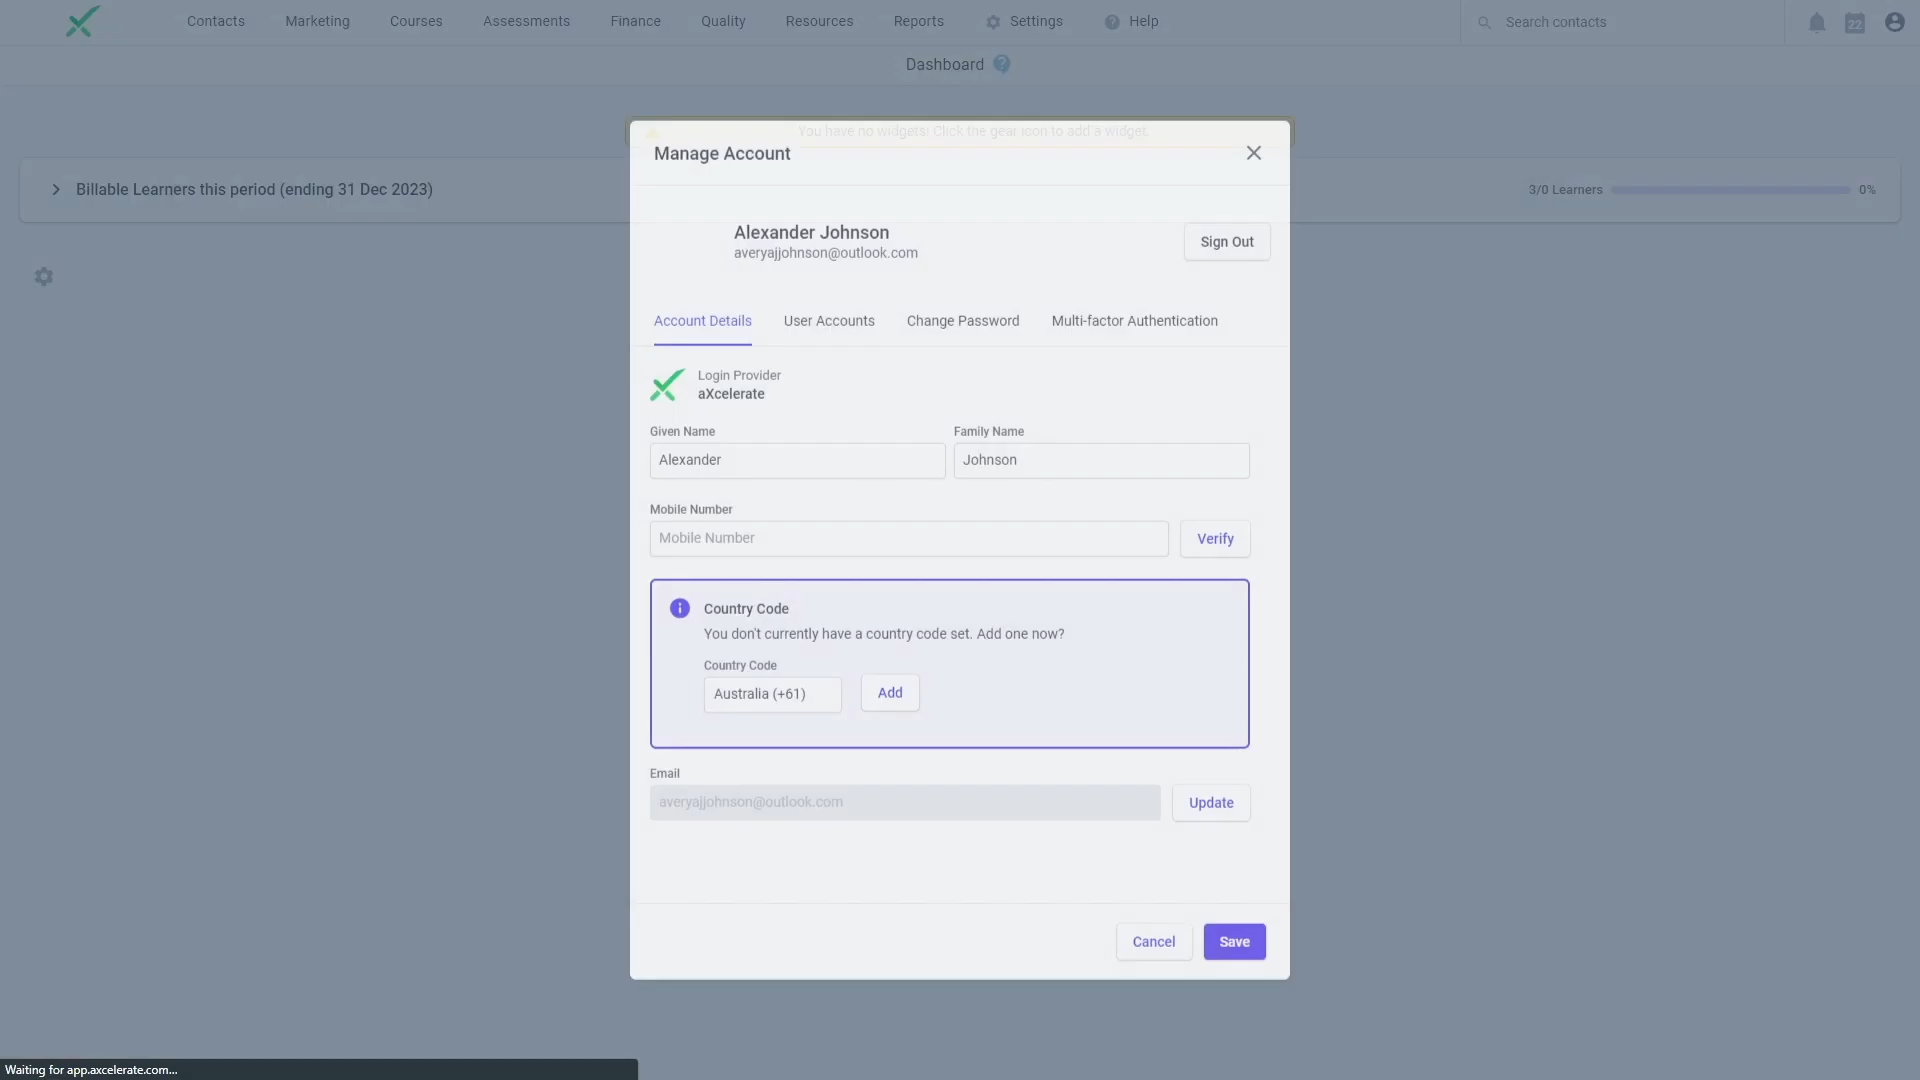 Contacts
Marketing
Courses
Assessments
Finance
Quality
Resources
Reports
Settings
Help
Search contacts
22
Dashboard
You have no widgets! Click the gear icon to add a widget.
Manage Account
Billable Learners this period (ending 31 Dec 2023)
3/0 Learners
0%
Alexander Johnson
averyajjohnson@outlook.com
Sign Out
Account Details
User Accounts
Change Password
Multi-factor Authentication
Login Provider
aXcelerate
Given Name
Family Name
Alexander
Johnson
Mobile Number
Mobile Number
Verify
Country Code
You don't currently have a country code set. Add one now?
Country Code
Australia (+61)
Add
Email
averyajjohnson@outlook.com
Update
Cancel
Save
Waiting for app.axcelerate.com...